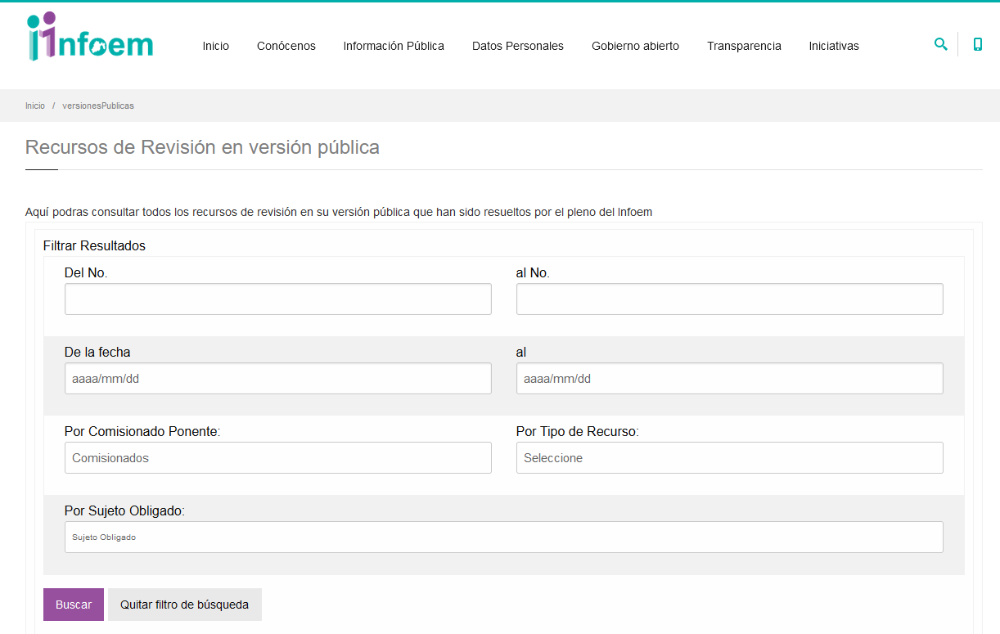 infoem
Inicio Conócenos Información Pública Datos Personales Gobierno abierto Transparencia Iniciativas
Inicio / versionesPublicas
Recursos de Revisión en versión pública
Aquí podras consultar todos los recursos de revisión en su versión pública que han sido resueltos por el pleno del Infoem
Filtrar Resultados
Del No. al No.
De la fecha al
aaaa/mm/dd aaaa/mm/dd
Por Comisionado Ponente: Por Tipo de Recurso:
Comisionados Seleccione
Por Sujeto Obligado:
Sujeto Obligado
Buscar Quitar filtro de búsqueda